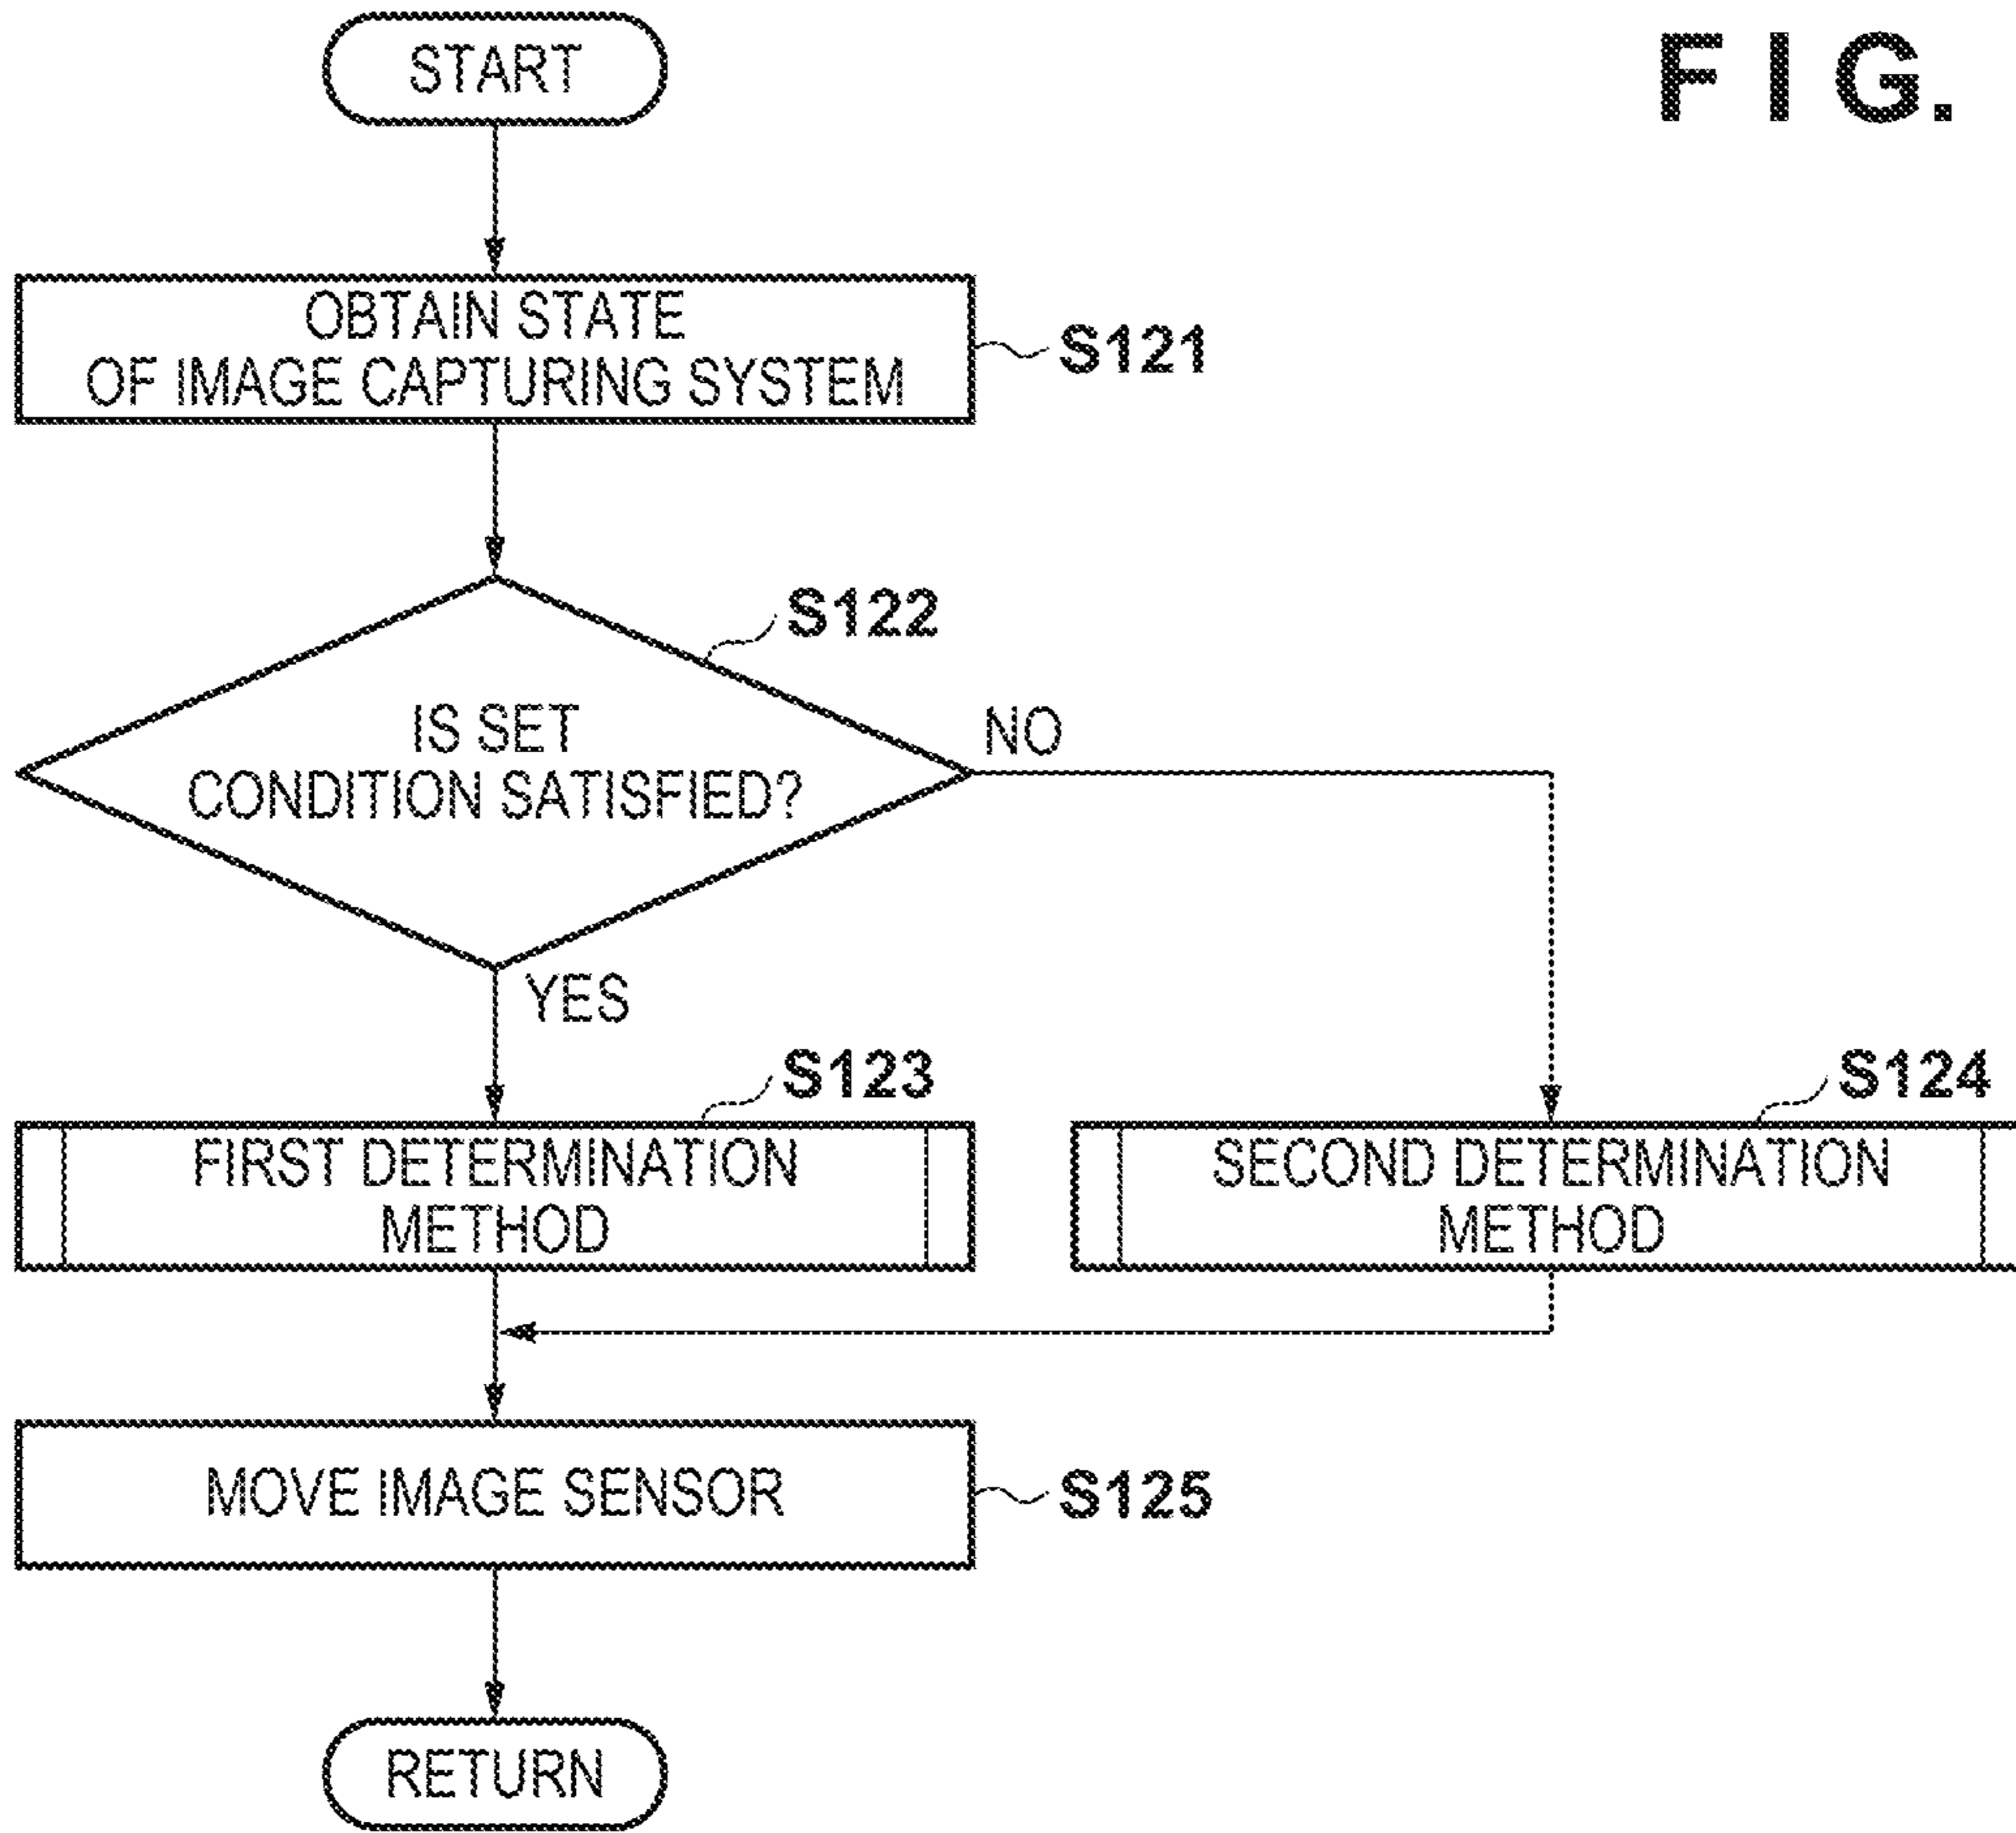 START
FIG.
OBTAIN STATE
OF IMAGE CAPTURING SYSTEM
S121
S122
IS SET
CONDITION SATISFIED?
NO
YES
S123
FIRST DETERMINATION
METHOD
S124
SECOND DETERMINATION
METHOD
MOVE IMAGE SENSOR
S125
RETURN